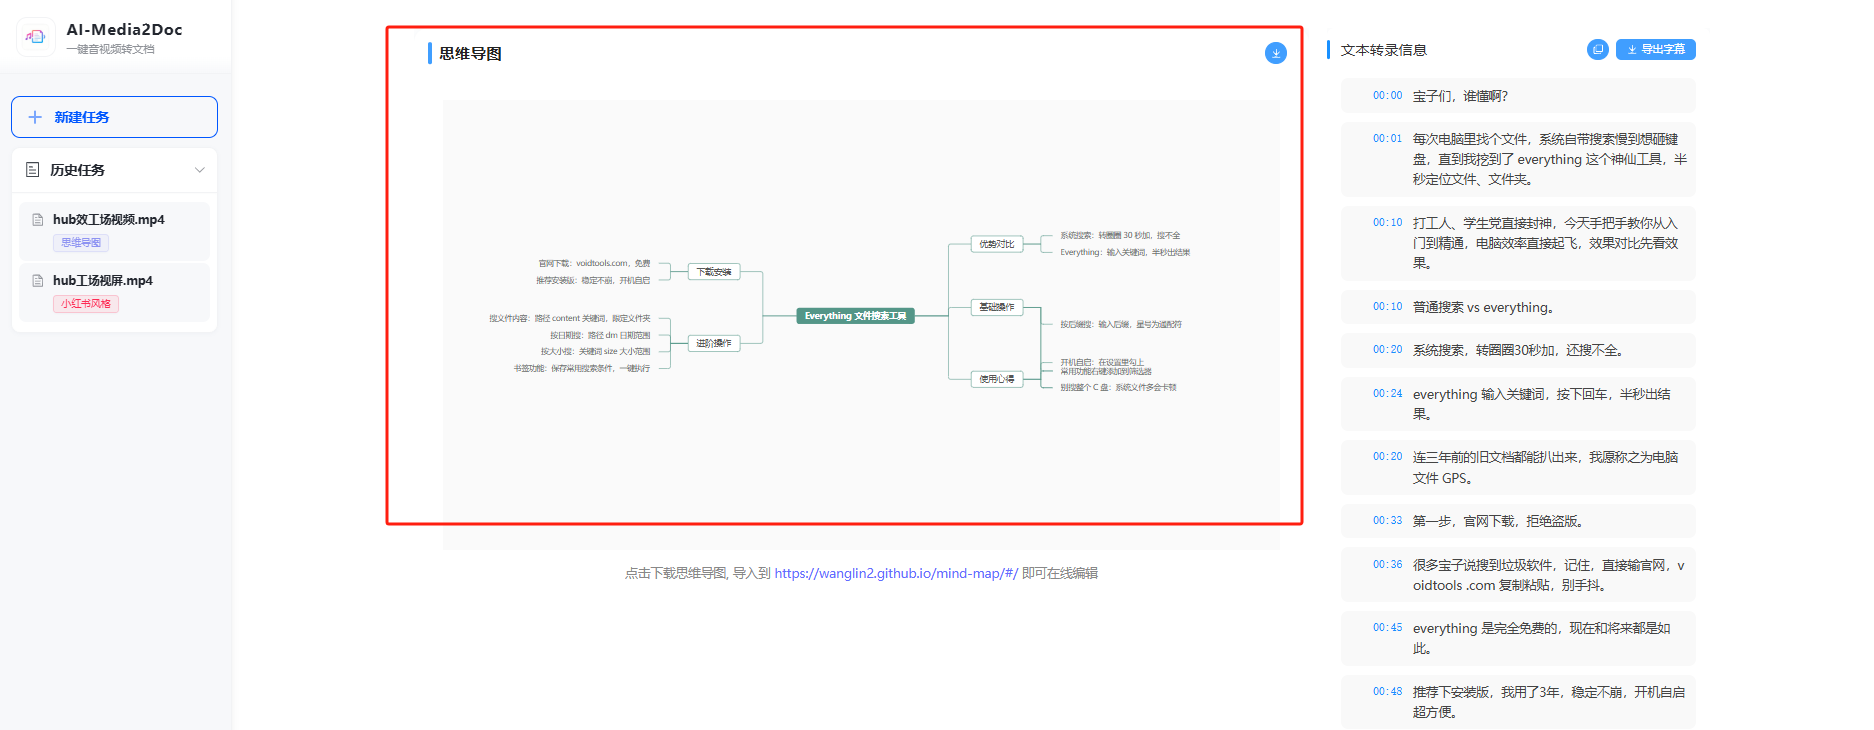 AI-Media2Doc
一键音视频转文档
新建任务
历史任务
hub效工场视频.mp4
思维导图
hub工场视屏.mp4
小红书风格
思维导图
官网下载：voidtools.com，免费
推荐安装版：稳定不崩，开机自启
下载安装
搜文件内容：路径 content 关键词，限定文件夹
按日期搜：路径 dm 日期范围
按大小搜：关键词 size 大小范围
书签功能：保存常用搜索条件，一键执行
进阶操作
Everything 文件搜索工具
优势对比
系统搜索：转圈圈 30 秒加，搜不全
Everything：输入关键词，半秒出结果
基础操作
按后缀搜：输入后缀，星号为通配符
使用心得
开机自启：在设置里勾上
常用功能右键添加到筛选器
别搜整个 C 盘：系统文件多会卡顿
点击下载思维导图, 导入到 https://wanglin2.github.io/mind-map/#/ 即可在线编辑
文本转录信息
导出字幕
00:00 宝子们，谁懂啊？
00:01 每次电脑里找个文件，系统自带搜索慢到想砸键
盘，直到我挖到了 everything 这个神仙工具，半
秒定位文件、文件夹。
00:10 打工人、学生党直接封神，今天手把手教你从入
门到精通，电脑效率直接起飞，效果对比先看效
果。
00:10 普通搜索 vs everything。
00:20 系统搜索，转圈圈30秒加，还搜不全。
00:24 everything 输入关键词，按下回车，半秒出结
果。
00:20 连三年前的旧文档都能扒出来，我愿称之为电脑
文件 GPS。
00:33 第一步，官网下载，拒绝盗版。
00:36 很多宝子说搜到垃圾软件，记住，直接输官网，v
oidtools .com 复制粘贴，别手抖。
00:45 everything 是完全免费的，现在和将来都是如
此。
00:48 推荐下安装版，我用了3年，稳定不崩，开机自启
超方便。